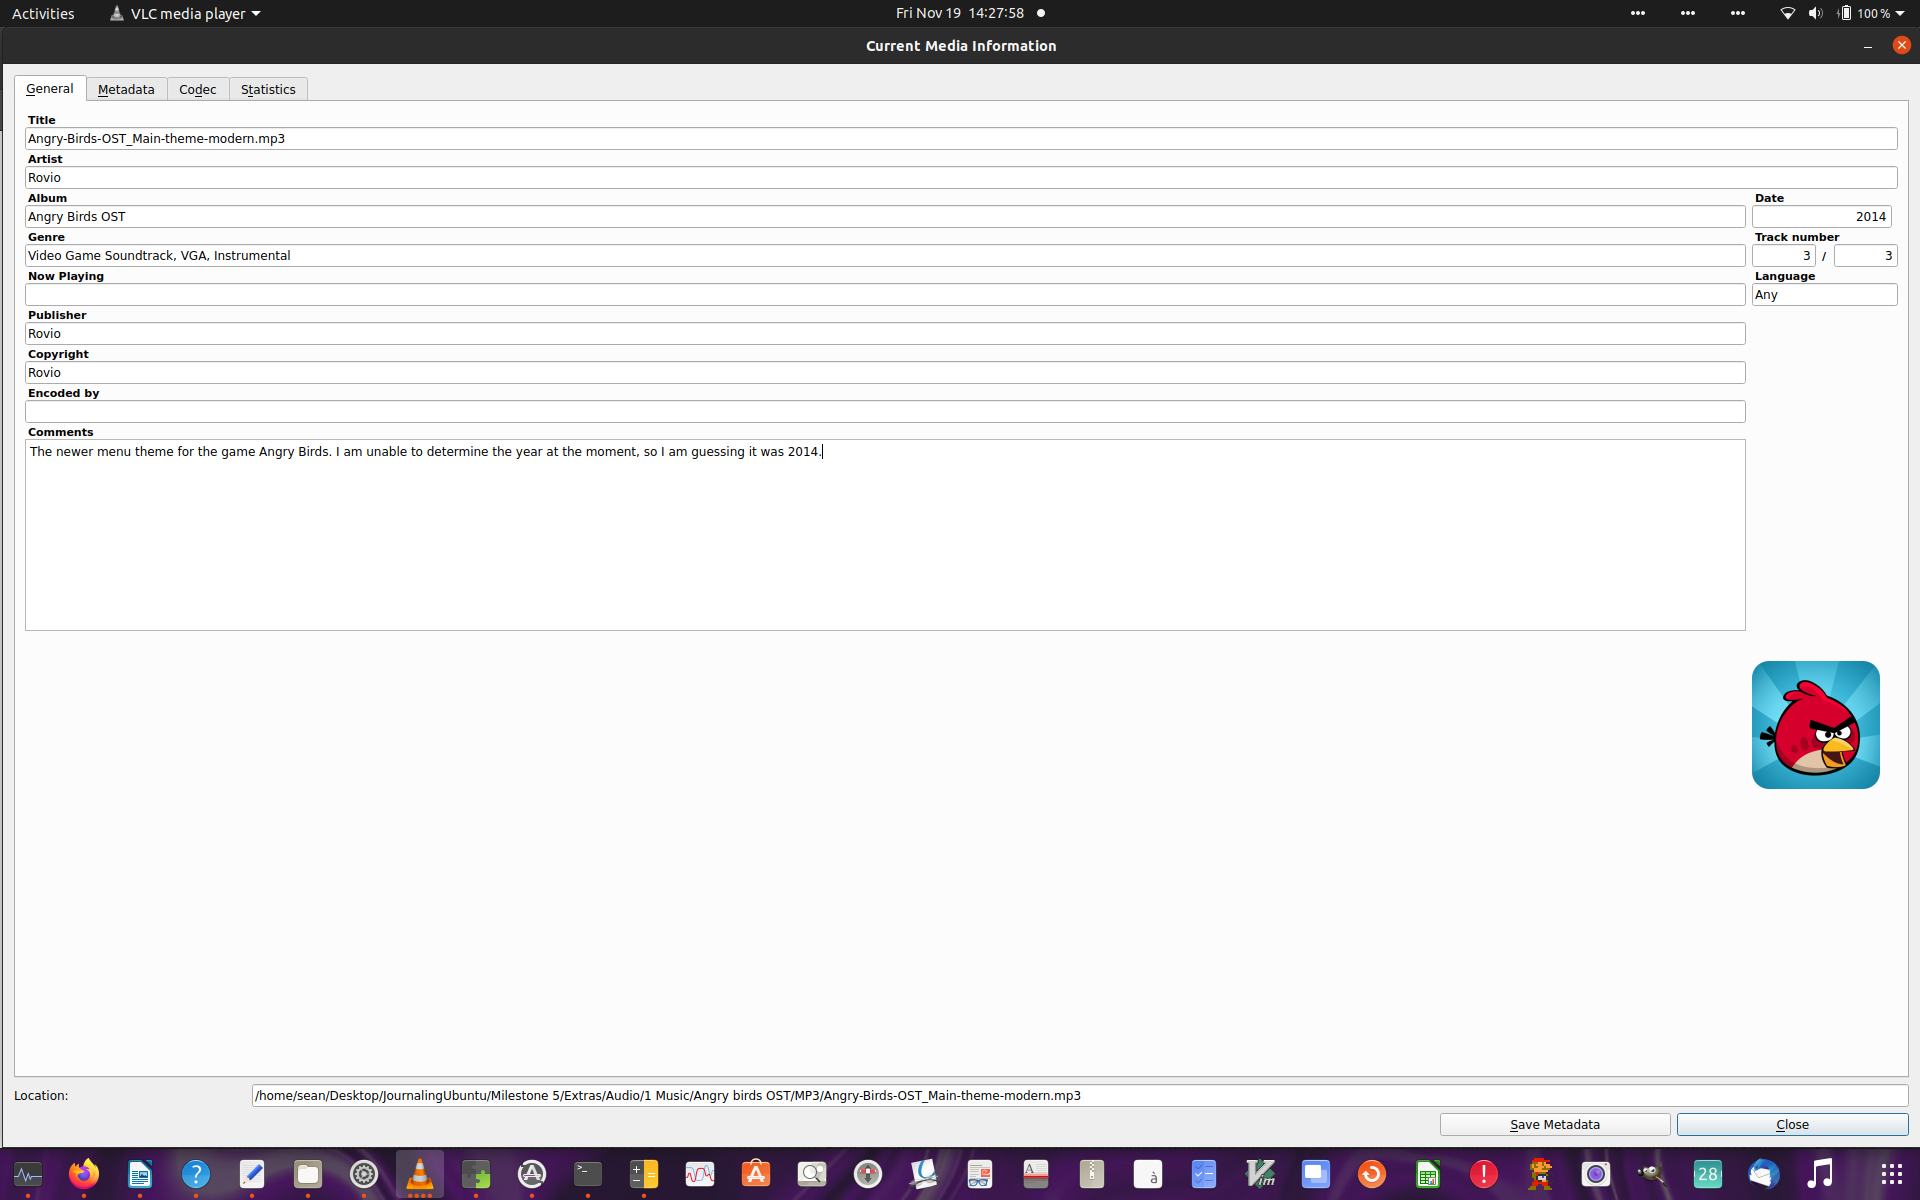 Activities VLC media player Fri Nov 19 14:27:58 100 %
Current Media Information
General Metadata Codec Statistics
Title
Angry-Birds-OST_Main-theme-modern.mp3
Artist
Rovio
Album Date
Angry Birds OST 2014
Genre Track number
Video Game Soundtrack, VGA, Instrumental 3 / 3
Now Playing Language
Any
Publisher
Rovio
Copyright
Rovio
Encoded by
Comments
The newer menu theme for the game Angry Birds. I am unable to determine the year at the moment, so I am guessing it was 2014.
Location: /home/sean/Desktop/JournalingUbuntu/Milestone 5/Extras/Audio/1 Music/Angry birds OST/MP3/Angry-Birds-OST_Main-theme-modern.mp3
Save Metadata Close
? >_ A à Vim ! 28